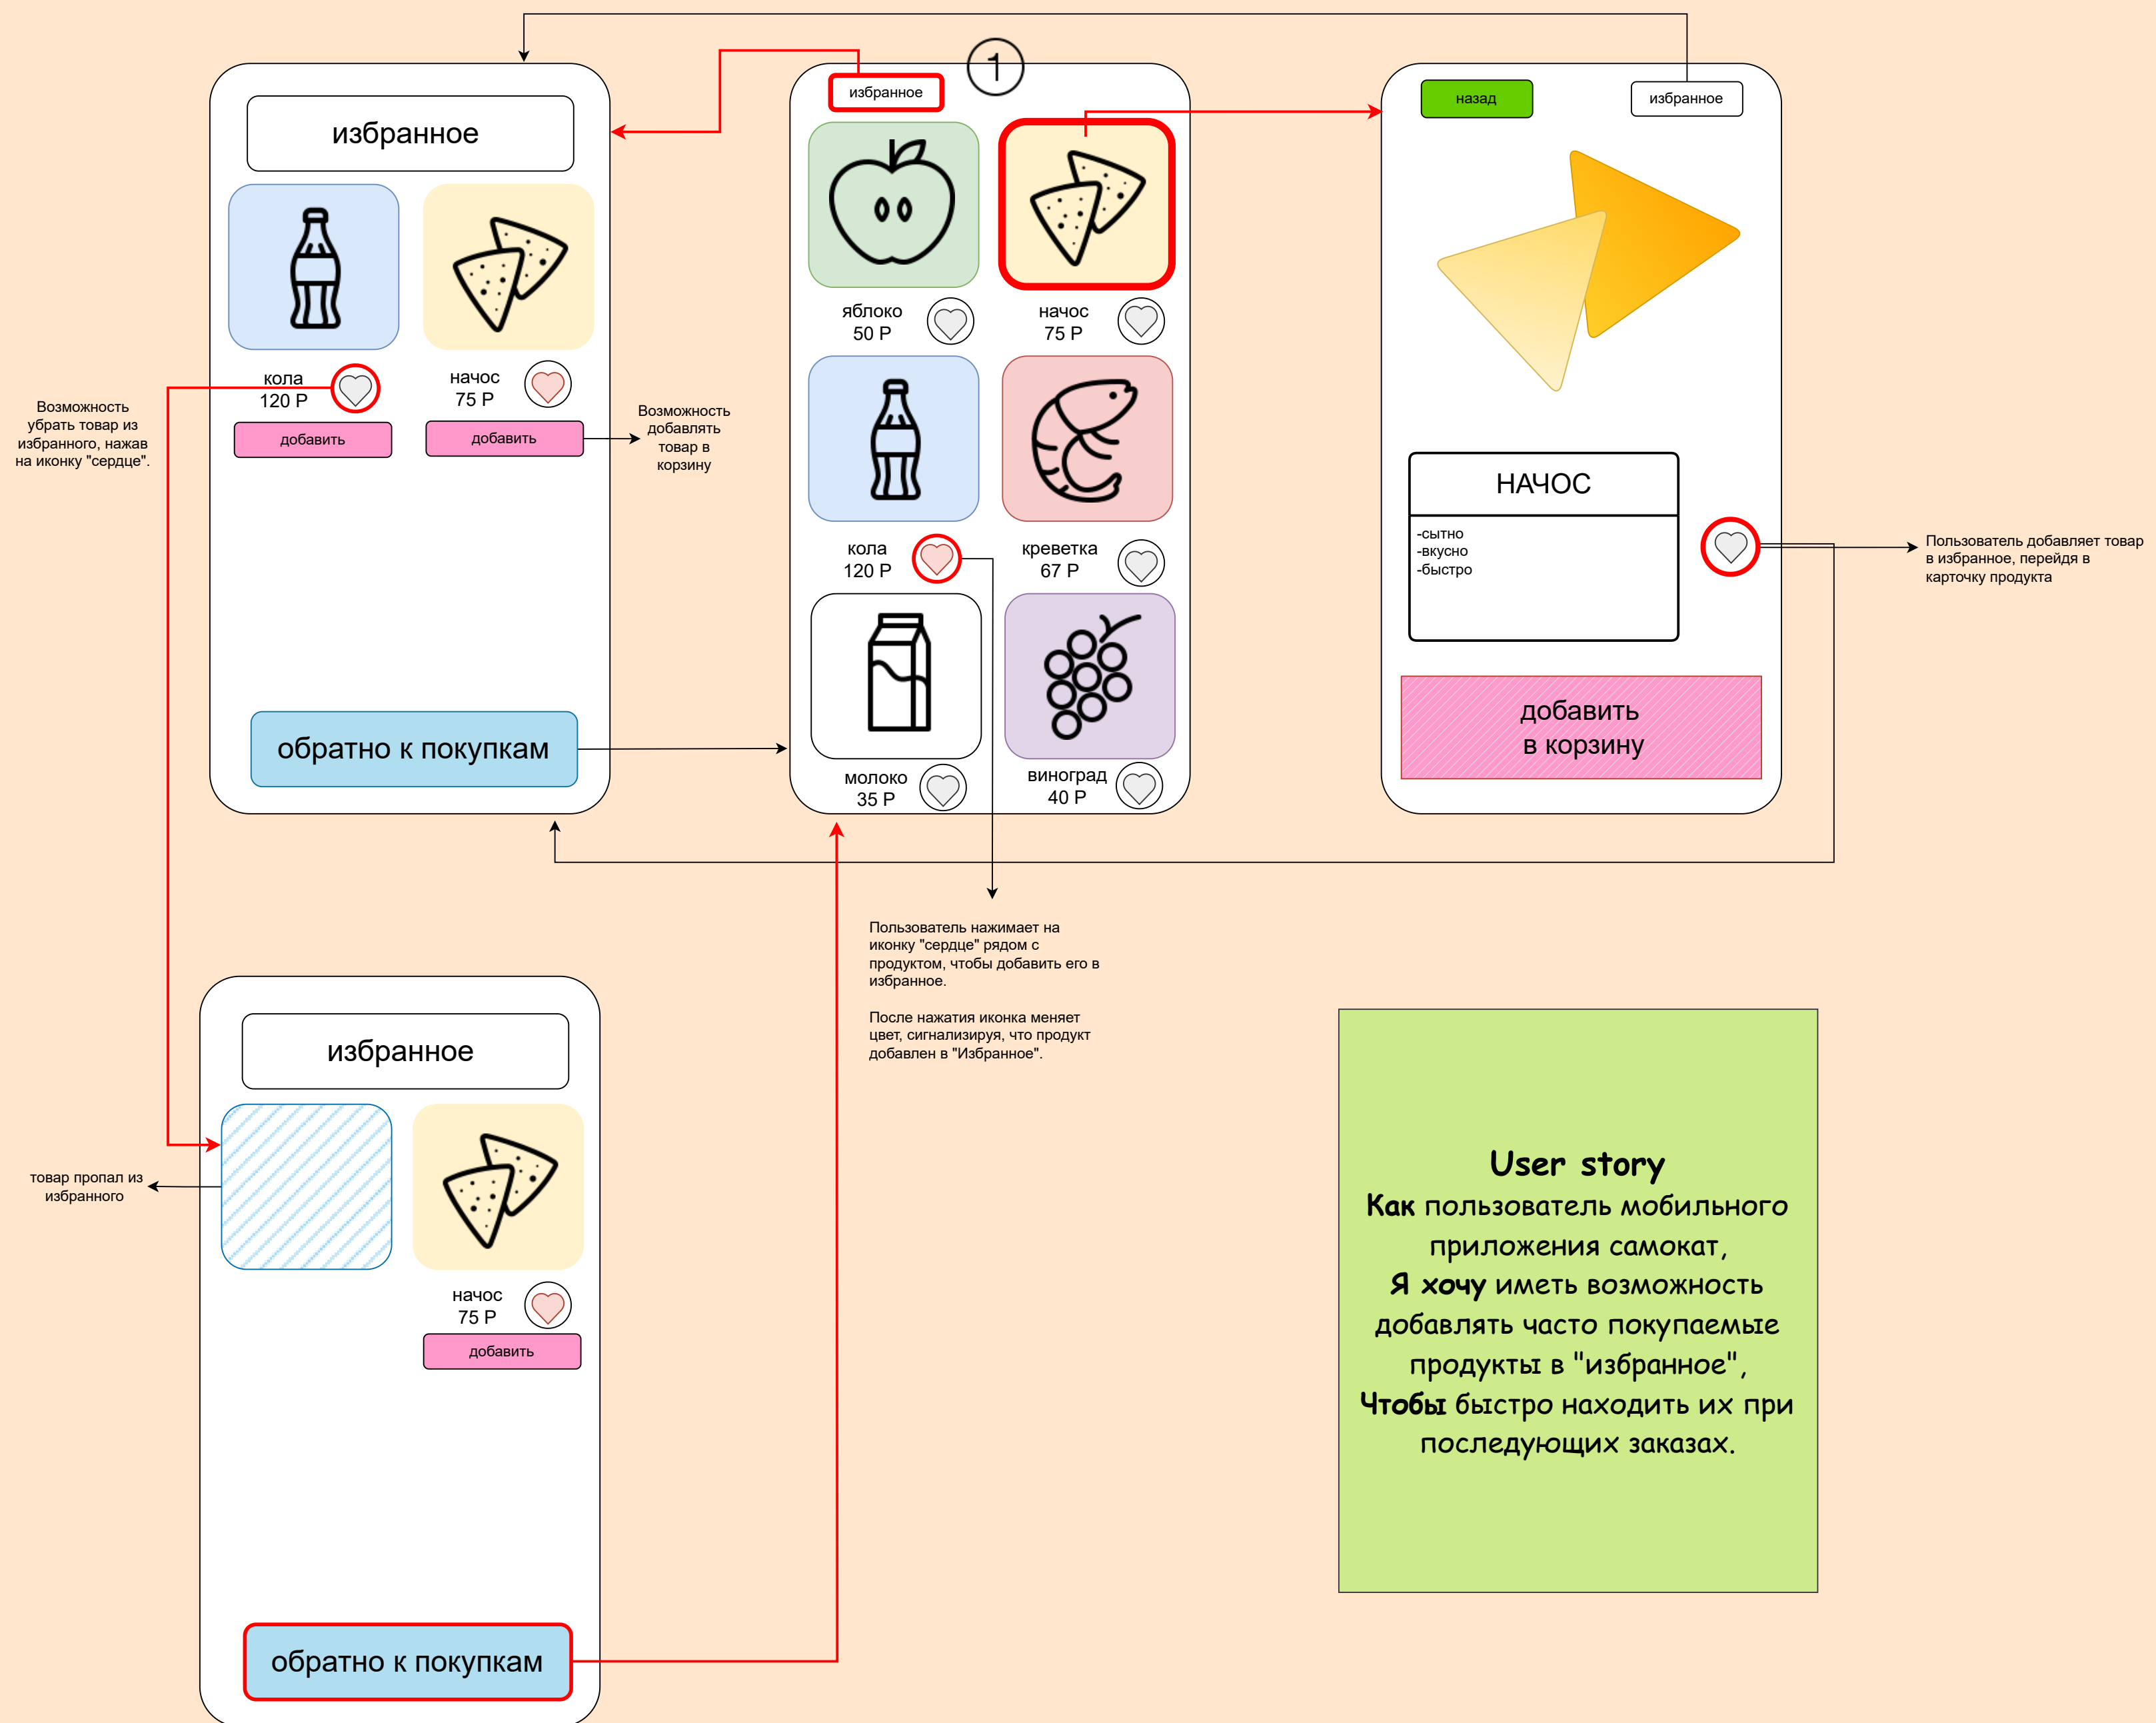 1
избранное
кола
120 Р
начос
75 Р
добавить
добавить
обратно к покупкам
Возможность
убрать товар из
избранного, нажав
на иконку "сердце".
Возможность
добавлять
товар в
корзину
избранное
яблоко
50 Р
начос
75 Р
кола
120 Р
креветка
67 Р
молоко
35 Р
виноград
40 Р
назад
избранное
НАЧОС
-сытно
-вкусно
-быстро
добавить
в корзину
Пользователь добавляет товар
в избранное, перейдя в
карточку продукта
Пользователь нажимает на
иконку "сердце" рядом с
продуктом, чтобы добавить его в
избранное.
После нажатия иконка меняет
цвет, сигнализируя, что продукт
добавлен в "Избранное".
избранное
товар пропал из
избранного
начос
75 Р
добавить
обратно к покупкам
User story
Как пользователь мобильного
приложения самокат,
Я хочу иметь возможность
добавлять часто покупаемые
продукты в "избранное",
Чтобы быстро находить их при
последующих заказах.